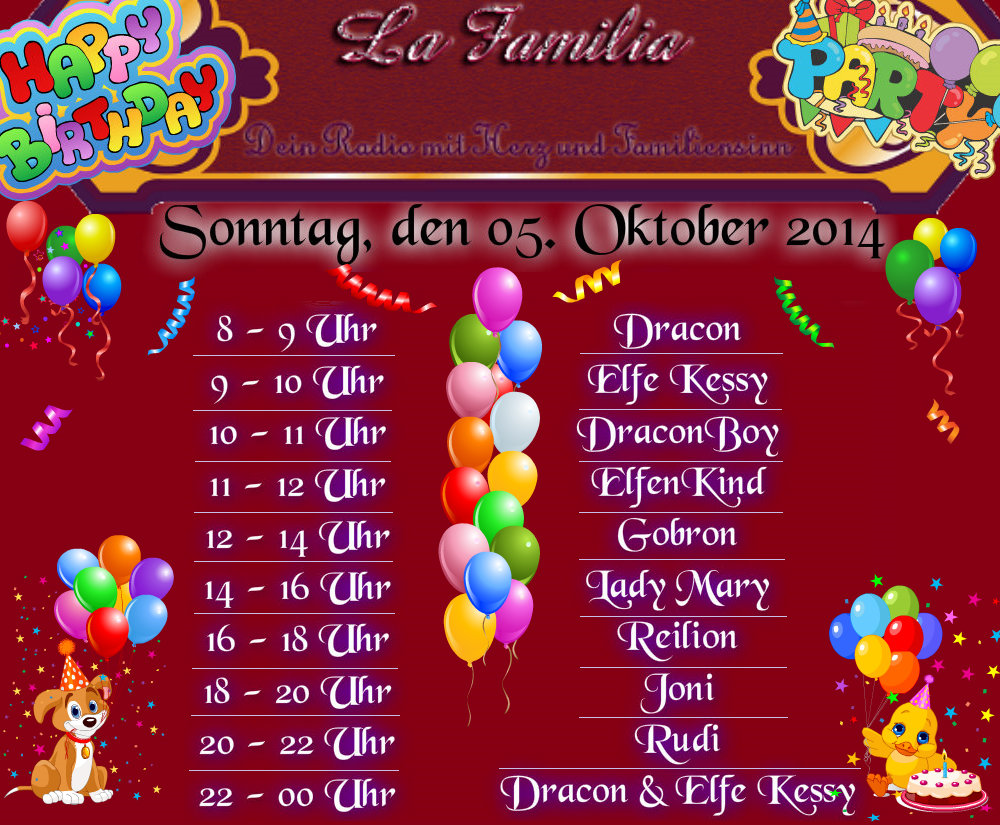 La Familia
HAPPY BIRTHDAY
PARTY
Dein Radio mit Herz und Familiensinn
Sonntag, den 05. Oktober 2014
8 - 9 Uhr Dracon
9 - 10 Uhr Elfe Kessy
10 - 11 Uhr DraconBoy
11 - 12 Uhr ElfenKind
12 - 14 Uhr Gobron
14 - 16 Uhr Lady Mary
16 - 18 Uhr Reilion
18 - 20 Uhr Joni
20 - 22 Uhr Rudi
22 - 00 Uhr Dracon & Elfe Kessy